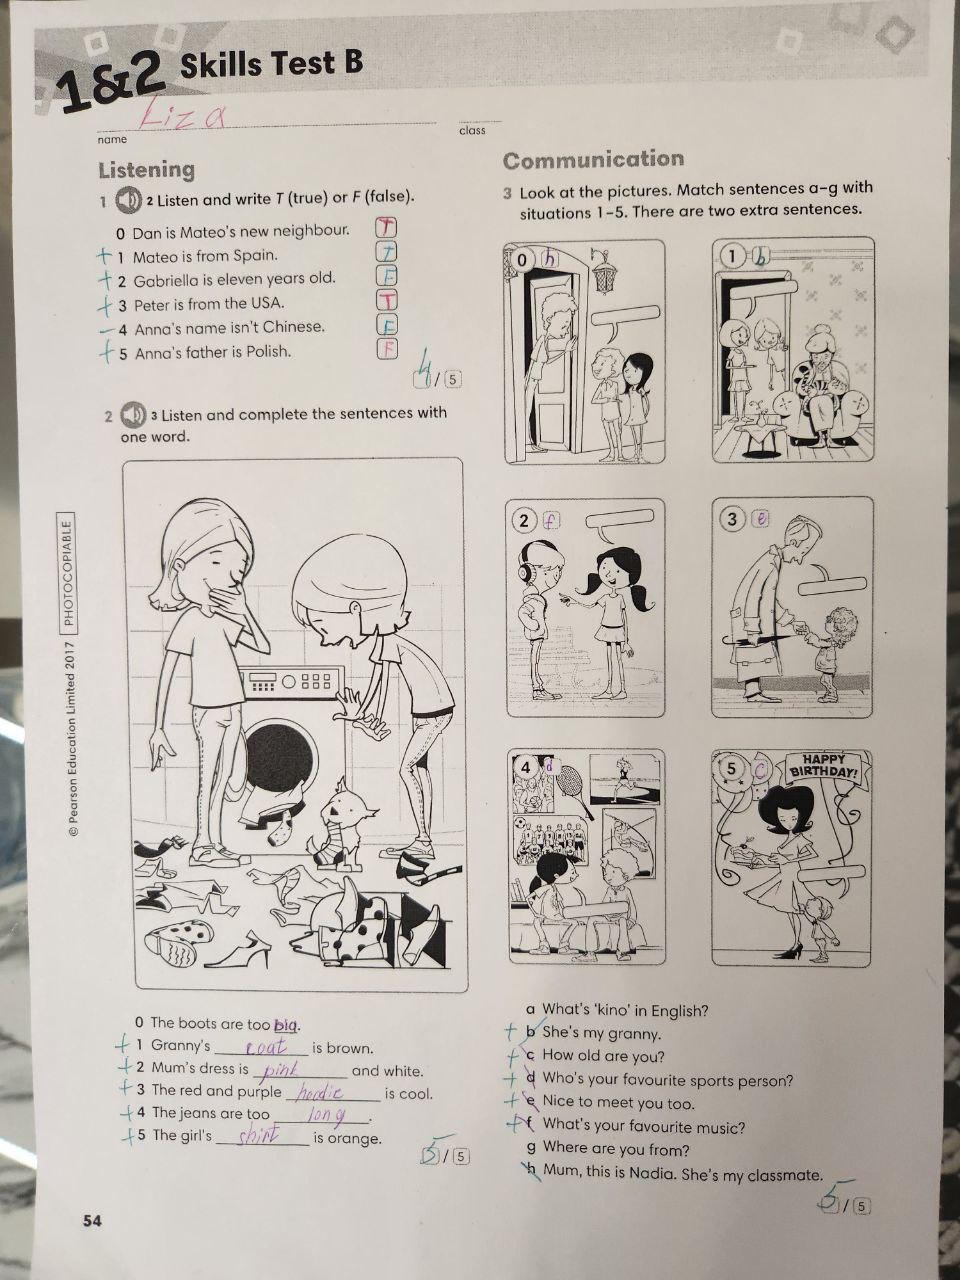 1&2 Skills Test B
Liza
name
class
Listening
1 2 Listen and write T (true) or F (false).
0 Dan is Mateo's new neighbour. T
+ 1 Mateo is from Spain. T
+ 2 Gabriella is eleven years old. F
+ 3 Peter is from the USA. T
– 4 Anna's name isn't Chinese. F
+ 5 Anna's father is Polish. F
4 / 5
2 3 Listen and complete the sentences with
one word.
0 The boots are too big.
+ 1 Granny's coat is brown.
+ 2 Mum's dress is pink and white.
+ 3 The red and purple hoodie is cool.
+ 4 The jeans are too long.
+ 5 The girl's shirt is orange.
5 / 5
© Pearson Education Limited 2017 PHOTOCOPIABLE
54
Communication
3 Look at the pictures. Match sentences a–g with
situations 1–5. There are two extra sentences.
0 h
1 b
2 f
3 e
4 d
5 c
HAPPY
BIRTHDAY!
a What's 'kino' in English?
+ b She's my granny.
+ c How old are you?
+ d Who's your favourite sports person?
+ e Nice to meet you too.
+ f What's your favourite music?
g Where are you from?
h Mum, this is Nadia. She's my classmate.
5 / 5